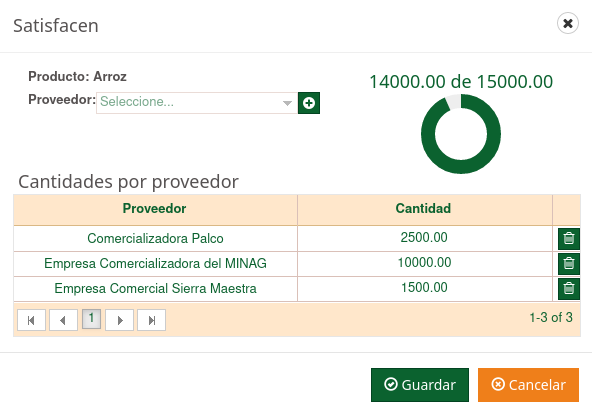 Satisfacen
Producto: Arroz
Proveedor: Seleccione...
14000.00 de 15000.00
Cantidades por proveedor
Proveedor Cantidad
Comercializadora Palco 2500.00
Empresa Comercializadora del MINAG 10000.00
Empresa Comercial Sierra Maestra 1500.00
1 1-3 of 3
Guardar Cancelar